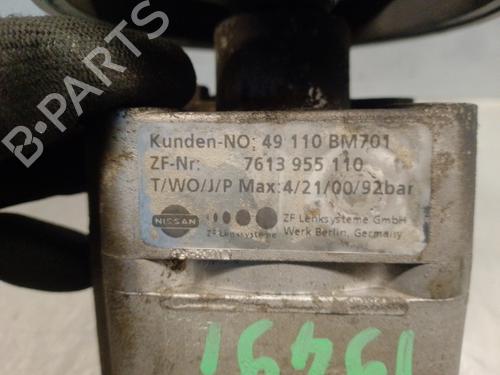 B-PARTS
Kunden-NO: 49 110 BM701
ZF-Nr: 7613 955 110
T/WO/J/P Max: 4/21/00/92bar
NISSAN
ZF Lenksysteme
ZF Lenksysteme GmbH
Werk Berlin, Germany